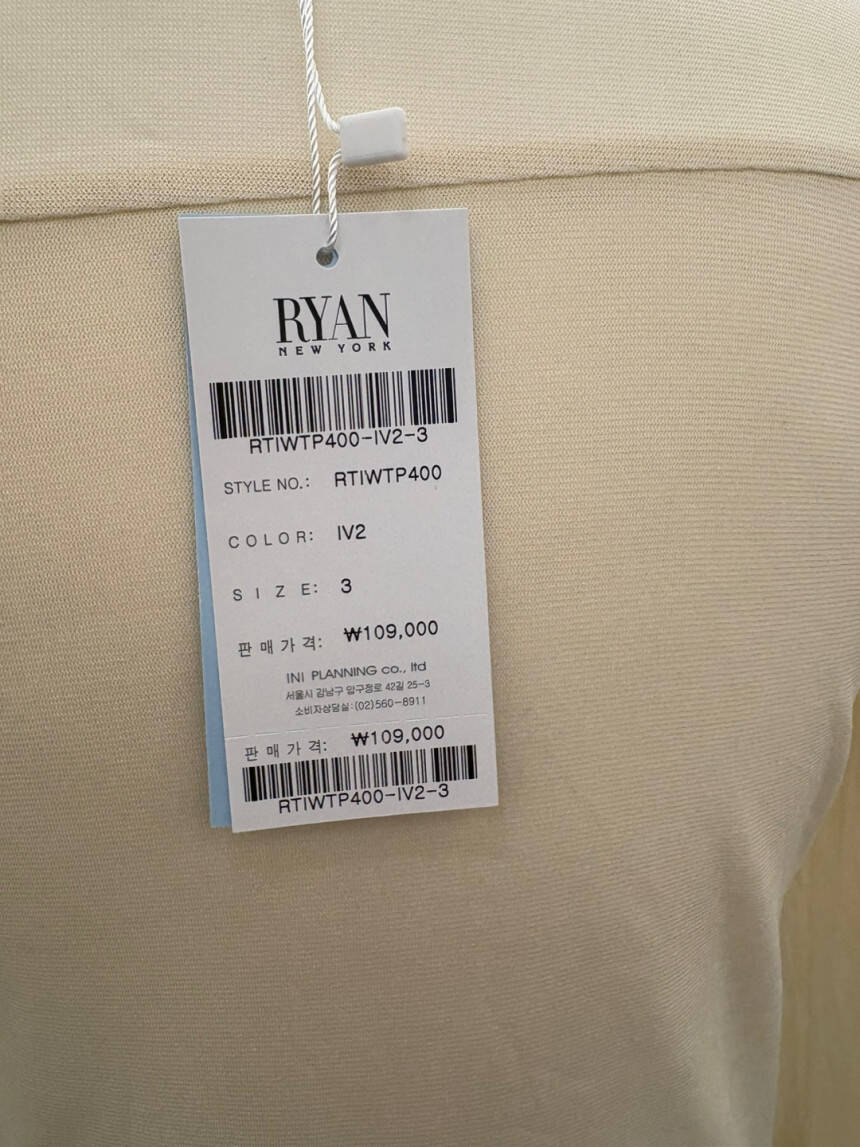 RYAN
NEW YORK
RTIWTP400-IV2-3
STYLE NO.: RTIWTP400
COLOR: IV2
SIZE: 3
판매가격: ₩109,000
INI PLANNING co., ltd
서울시 강남구 압구정로 42길 25-3
소비자상담실:(02)560-8911
판매가격: ₩109,000
RTIWTP400-IV2-3